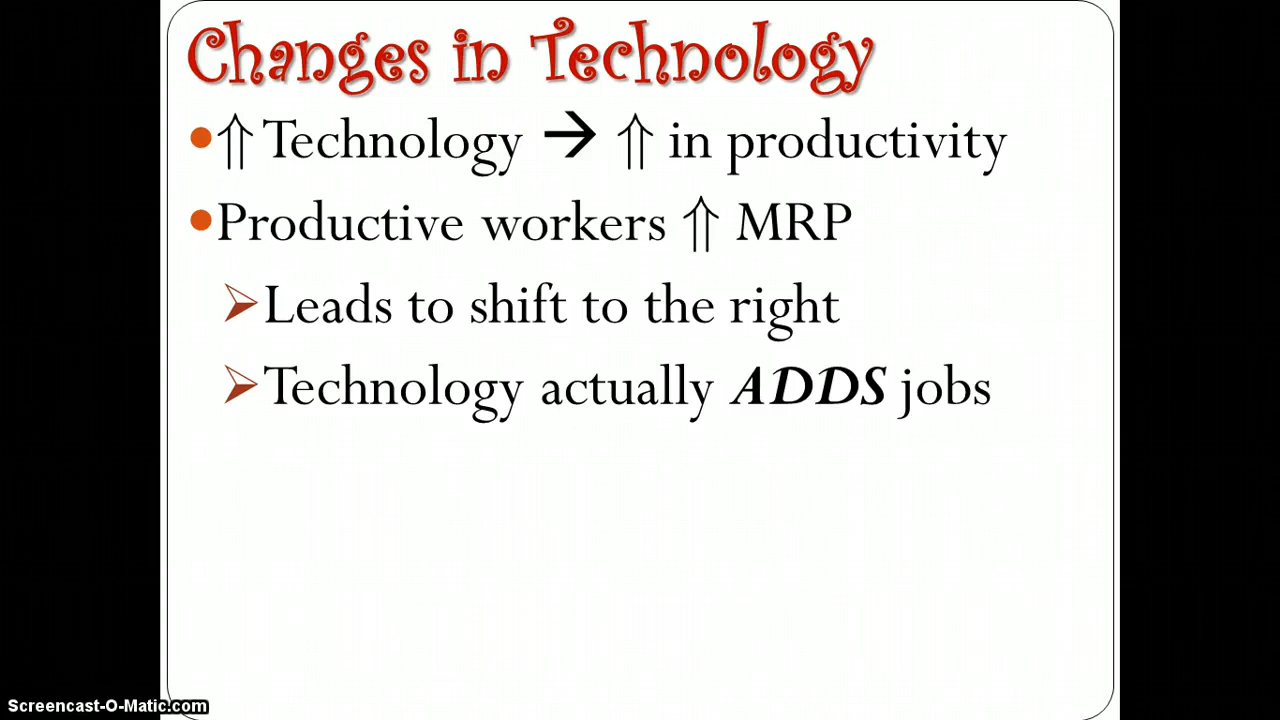 Changes in Technology
•⇑ Technology → ⇑ in productivity
•Productive workers ⇑ MRP
➢Leads to shift to the right
➢Technology actually ADDS jobs
Screencast-O-Matic.com